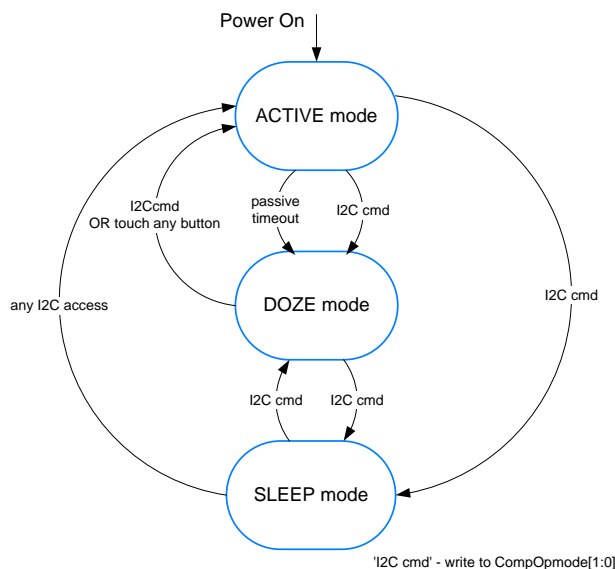 Power On
ACTIVE mode
I2Ccmd
OR touch any button
passive
timeout
I2C cmd
any I2C access
DOZE mode
I2C cmd
I2C cmd
I2C cmd
SLEEP mode
'I2C cmd' - write to CompOpmode[1:0]